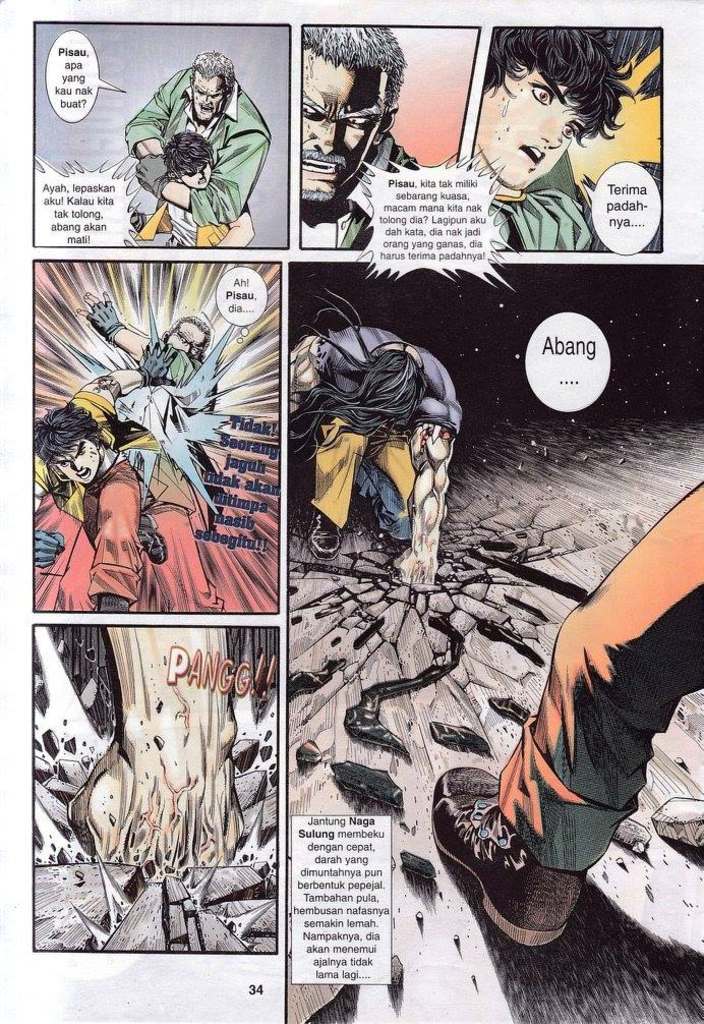 Pisau,
apa
yang
kau nak
buat?
Ayah, lepaskan
aku! Kalau kita
tak tolong,
abang akan
mati!
Pisau, kita tak miliki
sebarang kuasa,
macam mana kita nak
tolong dia? Lagipun aku
dah kata, dia nak jadi
orang yang ganas, dia
harus terima padahnya!
Terima
padah-
nya....
Ah!
Pisau,
dia....
Tidak!
Seorang
jaguh
tidak akan
ditimpa
nasib
sebegitu!!
Abang
....
PANGG!!
Jantung Naga
Sulung membeku
dengan cepat,
darah yang
dimuntahnya pun
berbentuk pepejal.
Tambahan pula,
hembusan nafasnya
semakin lemah.
Nampaknya, dia
akan menemui
ajalnya tidak
lama lagi....
34